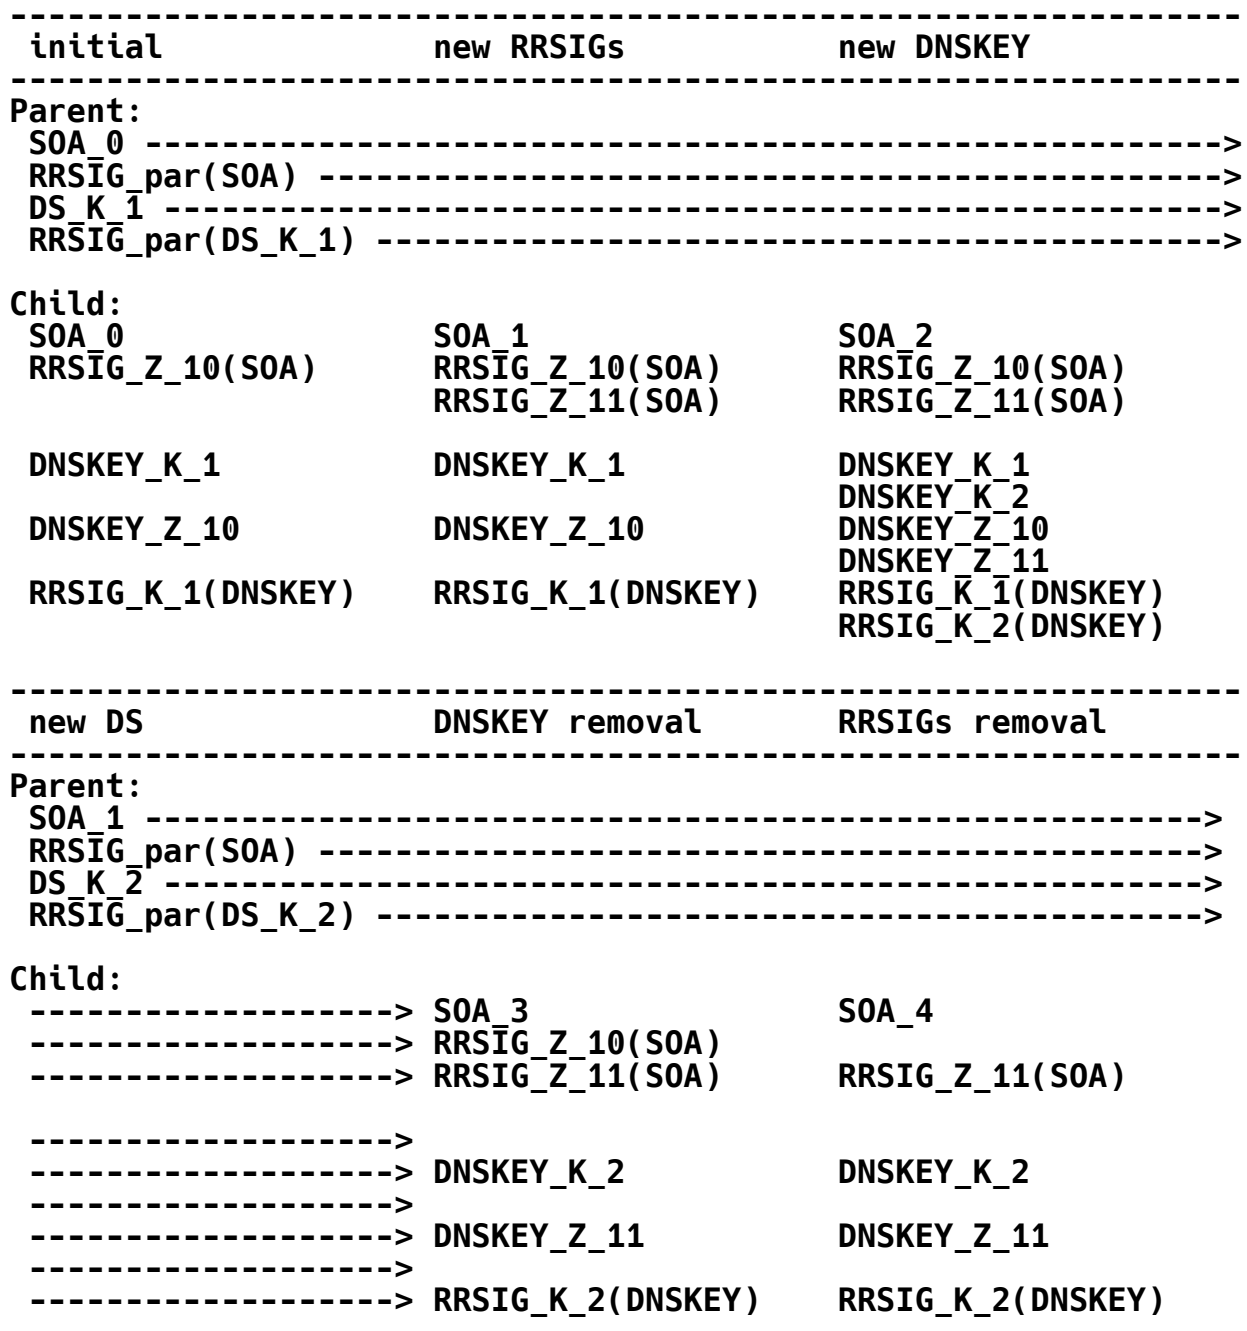 ----------------------------------------------------------------
 initial              new RRSIGs           new DNSKEY
----------------------------------------------------------------
Parent:
 SOA_0 -------------------------------------------------------->
 RRSIG_par(SOA) ----------------------------------------------->
 DS_K_1 ------------------------------------------------------->
 RRSIG_par(DS_K_1) -------------------------------------------->

Child:
 SOA_0                SOA_1                SOA_2
 RRSIG_Z_10(SOA)      RRSIG_Z_10(SOA)      RRSIG_Z_10(SOA)
                      RRSIG_Z_11(SOA)      RRSIG_Z_11(SOA)

 DNSKEY_K_1           DNSKEY_K_1           DNSKEY_K_1
                                           DNSKEY_K_2
 DNSKEY_Z_10          DNSKEY_Z_10          DNSKEY_Z_10
                                           DNSKEY_Z_11
 RRSIG_K_1(DNSKEY)    RRSIG_K_1(DNSKEY)    RRSIG_K_1(DNSKEY)
                                           RRSIG_K_2(DNSKEY)

----------------------------------------------------------------
 new DS               DNSKEY removal       RRSIGs removal
----------------------------------------------------------------
Parent:
 SOA_1 ------------------------------------------------------->
 RRSIG_par(SOA) ---------------------------------------------->
 DS_K_2 ------------------------------------------------------>
 RRSIG_par(DS_K_2) ------------------------------------------->

Child:
 -------------------> SOA_3                SOA_4
 -------------------> RRSIG_Z_10(SOA)
 -------------------> RRSIG_Z_11(SOA)      RRSIG_Z_11(SOA)

 ------------------->
 -------------------> DNSKEY_K_2           DNSKEY_K_2
 ------------------->
 -------------------> DNSKEY_Z_11          DNSKEY_Z_11
 ------------------->
 -------------------> RRSIG_K_2(DNSKEY)    RRSIG_K_2(DNSKEY)